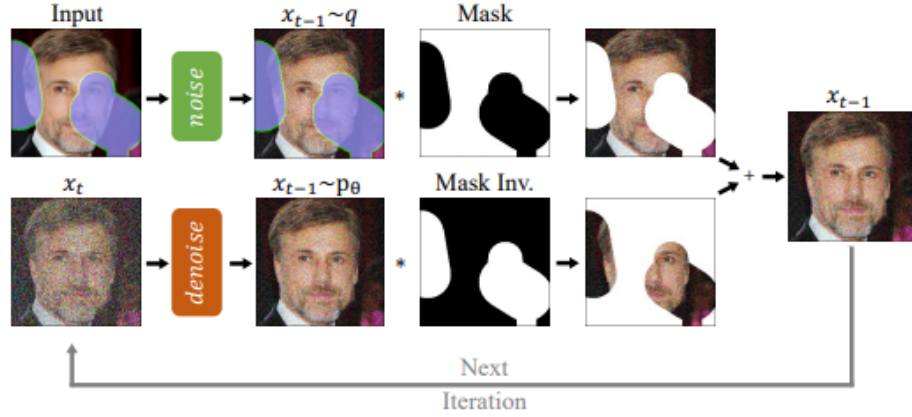 Input
x_{t-1}~q
Mask
noise
*
x_{t-1}
+
x_t
x_{t-1}~p_θ
Mask Inv.
denoise
*
Next
Iteration